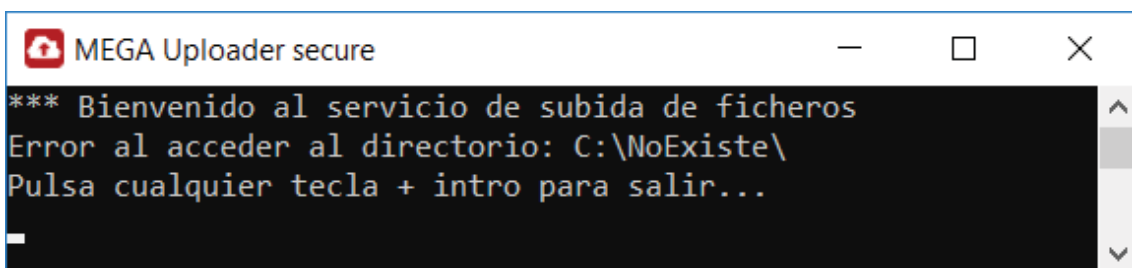 MEGA Uploader secure
*** Bienvenido al servicio de subida de ficheros
Error al acceder al directorio: C:\NoExiste\
Pulsa cualquier tecla + intro para salir...